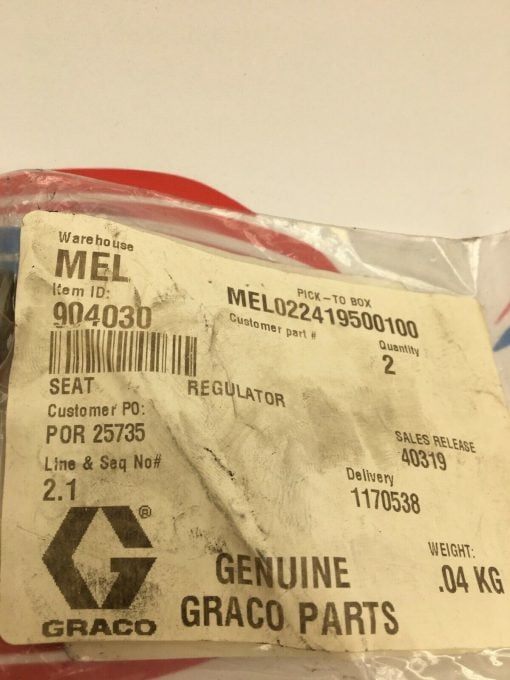 Warehouse
MEL
PICK-TO BOX
Item ID:
MEL022419500100
904030
Customer part #
Quantity
2
SEAT REGULATOR
Customer PO:
POR 25735
SALES RELEASE
40319
Line & Seq No#
Delivery
2.1
1170538
®
WEIGHT:
GENUINE
.04 KG
GRACO PARTS
GRACO